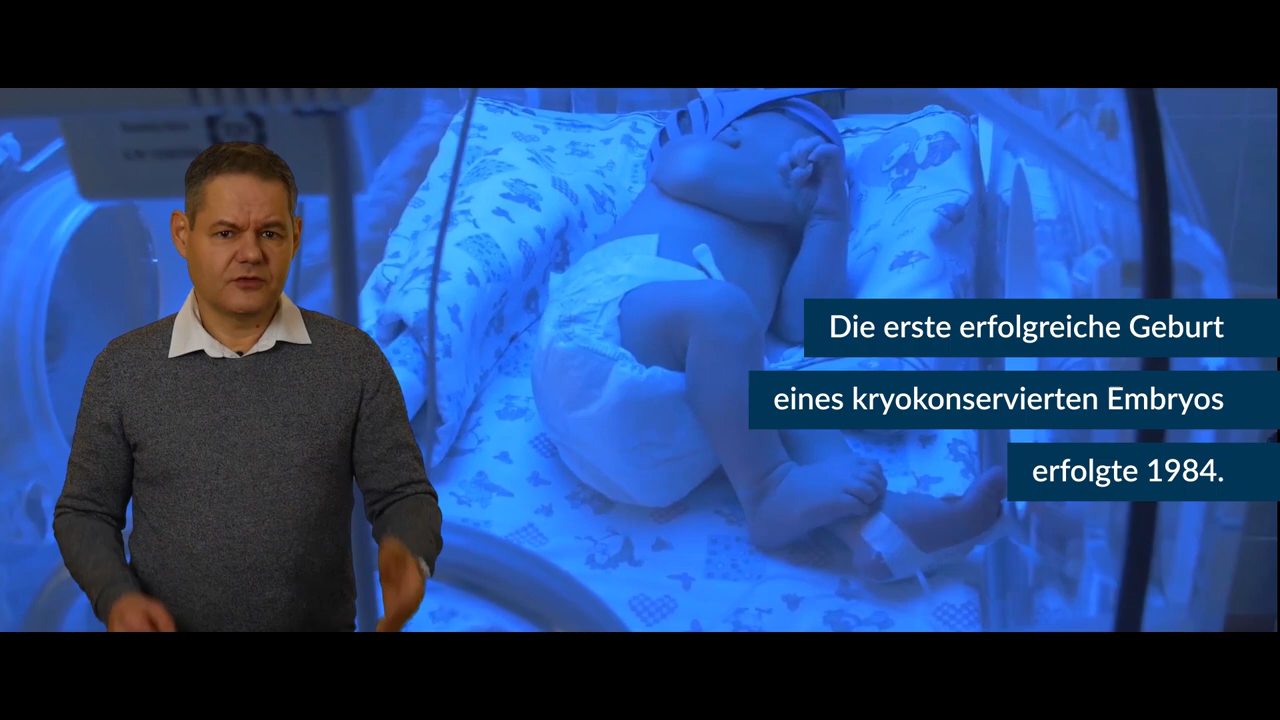 Die erste erfolgreiche Geburt
eines kryokonservierten Embryos
erfolgte 1984.